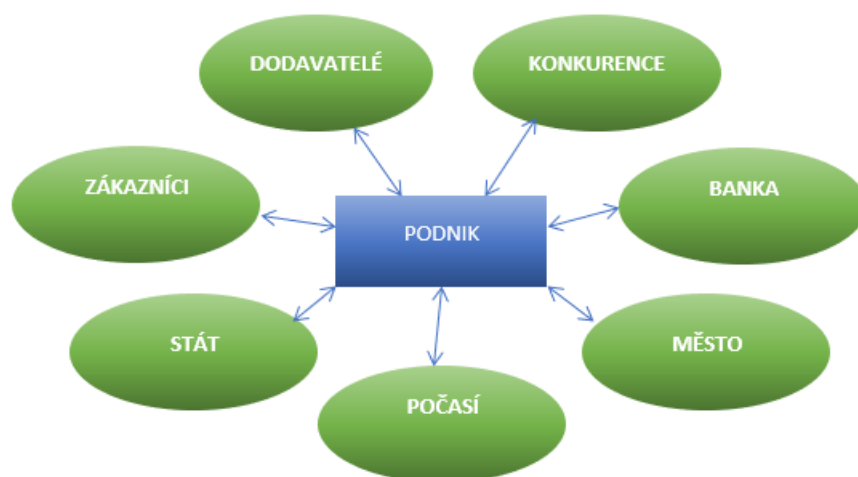 DODAVATELÉ
KONKURENCE
ZÁKAZNÍCI
BANKA
PODNIK
STÁT
MĚSTO
POČASÍ